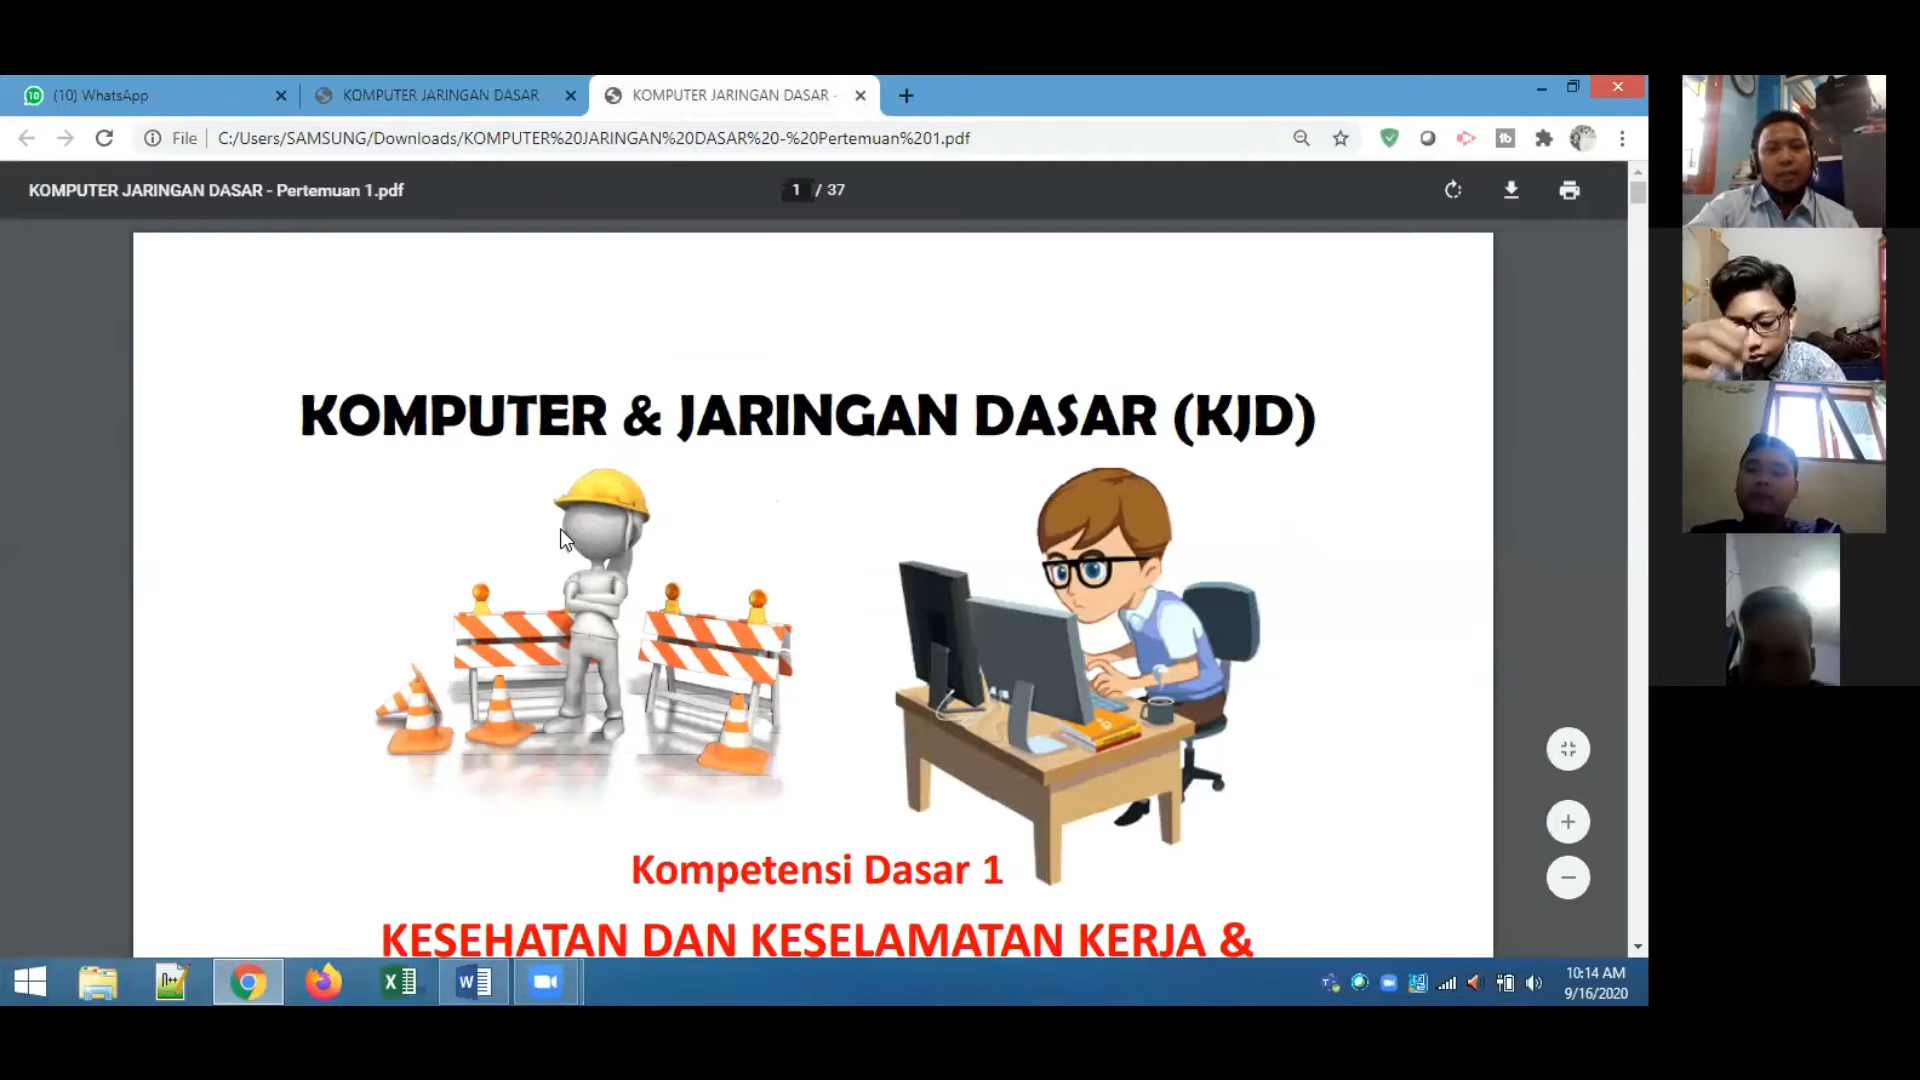 (10) WhatsApp
KOMPUTER JARINGAN DASAR
KOMPUTER JARINGAN DASAR -
File
C:/Users/SAMSUNG/Downloads/KOMPUTER%20JARINGAN%20DASAR%20-%20Pertemuan%201.pdf
KOMPUTER JARINGAN DASAR - Pertemuan 1.pdf
1 / 37
KOMPUTER & JARINGAN DASAR (KJD)
Kompetensi Dasar 1
KESEHATAN DAN KESELAMATAN KERJA &
10:14 AM
9/16/2020